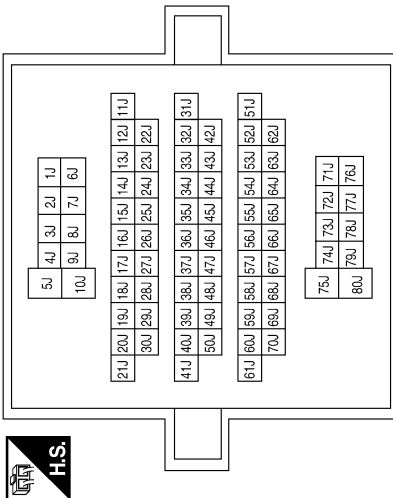 H.S.
5J 4J 3J 2J 1J
10J 9J 8J 7J 6J
21J 20J 19J 18J 17J 16J 15J 14J 13J 12J 11J
30J 29J 28J 27J 26J 25J 24J 23J 22J
41J 40J 39J 38J 37J 36J 35J 34J 33J 32J 31J
50J 49J 48J 47J 46J 45J 44J 43J 42J
61J 60J 59J 58J 57J 56J 55J 54J 53J 52J 51J
70J 69J 68J 67J 66J 65J 64J 63J 62J
75J 74J 73J 72J 71J
80J 79J 78J 77J 76J